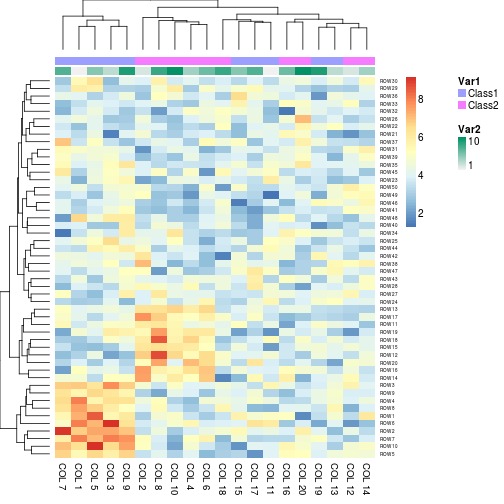 ROW30
ROW29
ROW36
ROW33
ROW32
ROW26
ROW22
ROW21
ROW37
ROW31
ROW39
ROW35
ROW45
ROW23
ROW50
ROW49
ROW46
ROW41
ROW48
ROW40
ROW34
ROW25
ROW44
ROW42
ROW38
ROW47
ROW43
ROW28
ROW27
ROW24
ROW13
ROW17
ROW11
ROW19
ROW18
ROW15
ROW12
ROW20
ROW16
ROW14
ROW3
ROW9
ROW4
ROW8
ROW1
ROW6
ROW2
ROW7
ROW10
ROW5
COL 7
COL 1
COL 5
COL 3
COL 9
COL 2
COL 8
COL 10
COL 4
COL 6
COL 18
COL 15
COL 17
COL 11
COL 16
COL 20
COL 19
COL 13
COL 12
COL 14
8
6
4
2
Var1
Class1
Class2
Var2
10
1